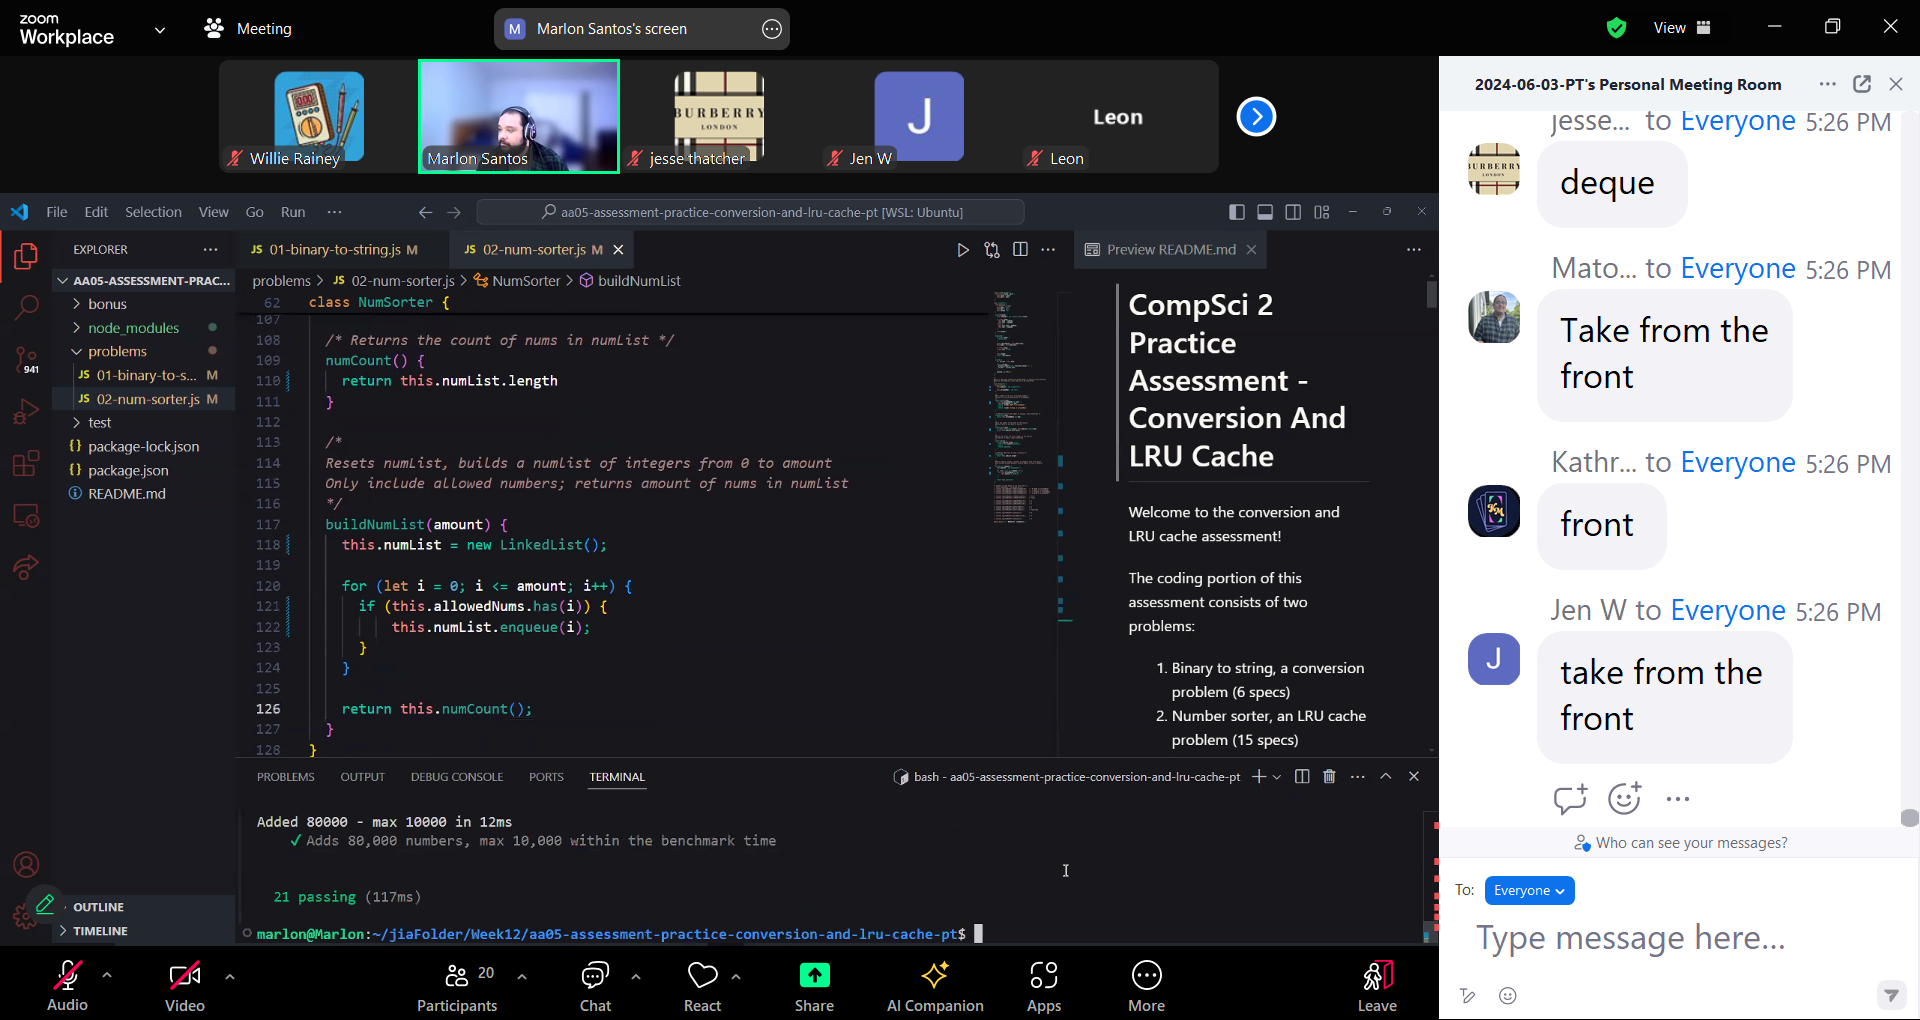 zoom
Workplace
Meeting
M Marlon Santos's screen
View
BURBERRY
LONDON
J
Leon
Willie Rainey
Marlon Santos
jesse thatcher
Jen W
Leon
File Edit Selection View Go Run ...
aa05-assessment-practice-conversion-and-lru-cache-pt [WSL: Ubuntu]
EXPLORER
AA05-ASSESSMENT-PRAC...
bonus
node_modules
problems
JS 01-binary-to-s... M
JS 02-num-sorter.js M
test
{} package-lock.json
{} package.json
README.md
941
OUTLINE
TIMELINE
JS 01-binary-to-string.js M
JS 02-num-sorter.js M
problems > JS 02-num-sorter.js > NumSorter > buildNumList
62 class NumSorter {
107
108 /* Returns the count of nums in numList */
109 numCount() {
110 return this.numList.length
111 }
112
113 /*
114 Resets numList, builds a numlist of integers from 0 to amount
115 Only include allowed numbers; returns amount of nums in numList
116 */
117 buildNumList(amount) {
118 this.numList = new LinkedList();
119
120 for (let i = 0; i <= amount; i++) {
121 if (this.allowedNums.has(i)) {
122 this.numList.enqueue(i);
123 }
124 }
125
126 return this.numCount();
127 }
128 }
Preview README.md
CompSci 2
Practice
Assessment -
Conversion And
LRU Cache
Welcome to the conversion and
LRU cache assessment!
The coding portion of this
assessment consists of two
problems:
1. Binary to string, a conversion
problem (6 specs)
2. Number sorter, an LRU cache
problem (15 specs)
PROBLEMS OUTPUT DEBUG CONSOLE PORTS TERMINAL
bash - aa05-assessment-practice-conversion-and-lru-cache-pt
Added 80000 - max 10000 in 12ms
✓ Adds 80,000 numbers, max 10,000 within the benchmark time
21 passing (117ms)
marlon@Marlon:~/jiaFolder/Week12/aa05-assessment-practice-conversion-and-lru-cache-pt$
Audio
Video
Participants 20
Chat
React
Share
AI Companion
Apps
More
Leave
2024-06-03-PT's Personal Meeting Room
Jesse... to Everyone 5:26 PM
BURBERRY
LONDON
deque
Mato... to Everyone 5:26 PM
Take from the
front
Kathr... to Everyone 5:26 PM
KM
front
Jen W to Everyone 5:26 PM
J
take from the
front
Who can see your messages?
To: Everyone
Type message here...